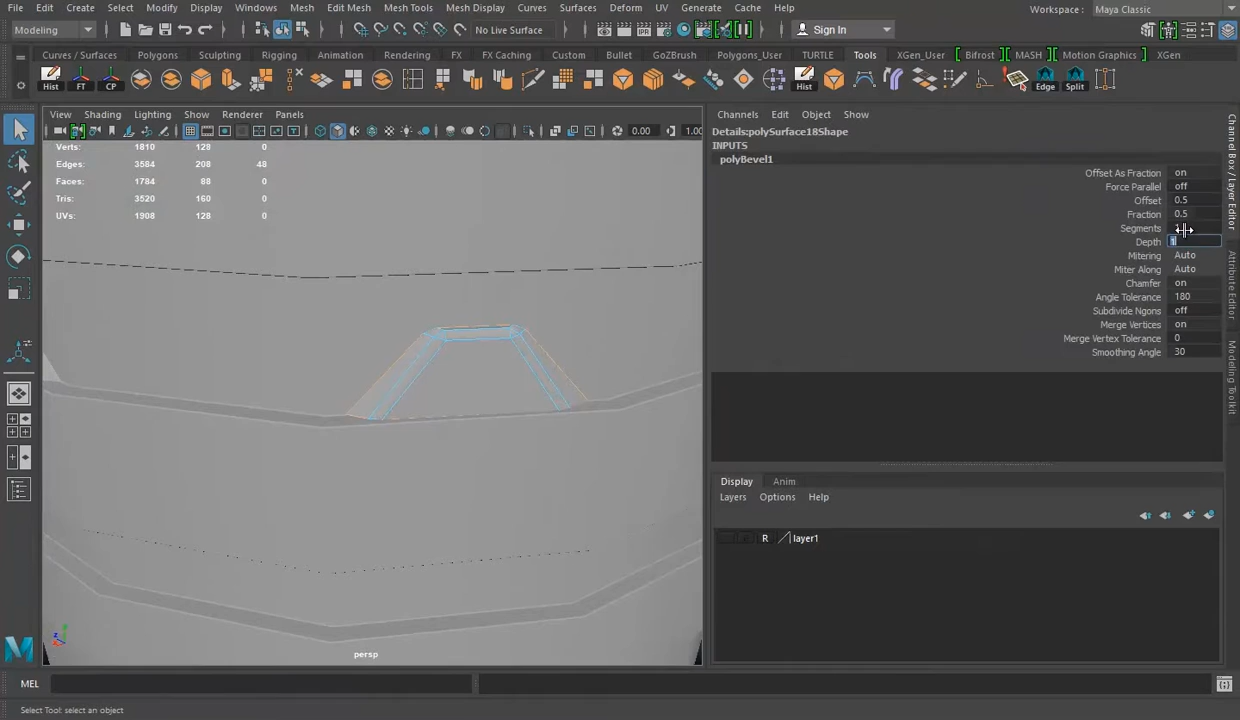 File Edit Create Select Modify Display Windows Mesh Edit Mesh Mesh Tools Mesh Display Curves Surfaces Deform UV Generate Cache Help Workspace : Maya Classic
Modeling No Live Surface Sign In
Curves / Surfaces Polygons Sculpting Rigging Animation Rendering FX FX Caching Custom Bullet GoZBrush Polygons_User TURTLE Tools XGen_User Bifrost MASH Motion Graphics XGen
Hist FT CP Hist Edge Split
View Shading Lighting Show Renderer Panels Channels Edit Object Show
0.00 1.00
Details:polySurface18Shape
INPUTS
polyBevel1
Verts: 1810 128 0
Edges: 3584 208 48
Faces: 1784 88 0
Tris: 3520 160 0
UVs: 1908 128 0
Offset As Fraction on
Force Parallel off
Offset 0.5
Fraction 0.5
Segments
Depth 1
Mitering Auto
Miter Along Auto
Chamfer on
Angle Tolerance 180
Subdivide Ngons off
Merge Vertices on
Merge Vertex Tolerance 0
Smoothing Angle 30
Channel Box / Layer Editor
Attribute Editor
Modeling Toolkit
Display Anim
Layers Options Help
R layer1
persp
MEL
Select Tool: select an object